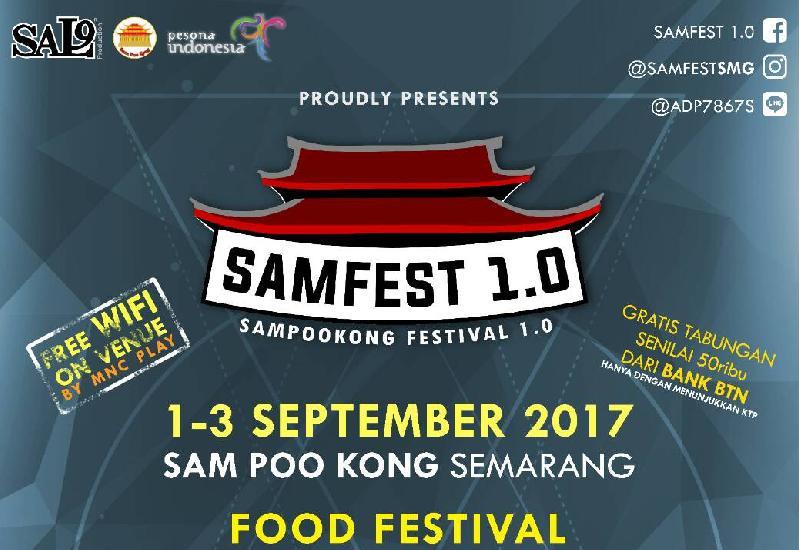 SAL9
Production
pesona
indonesia
SAMFEST 1.0
@SAMFESTSMG
@ADP7867S
LINE
PROUDLY PRESENTS
SAMFEST 1.0
SAMPOOKONG FESTIVAL 1.0
FREE WIFI
ON VENUE
BY MNC PLAY
GRATIS TABUNGAN
SENILAI 50ribu
DARI BANK BTN
HANYA DENGAN MENUNJUKKAN KTP
1-3 SEPTEMBER 2017
SAM POO KONG SEMARANG
FOOD FESTIVAL